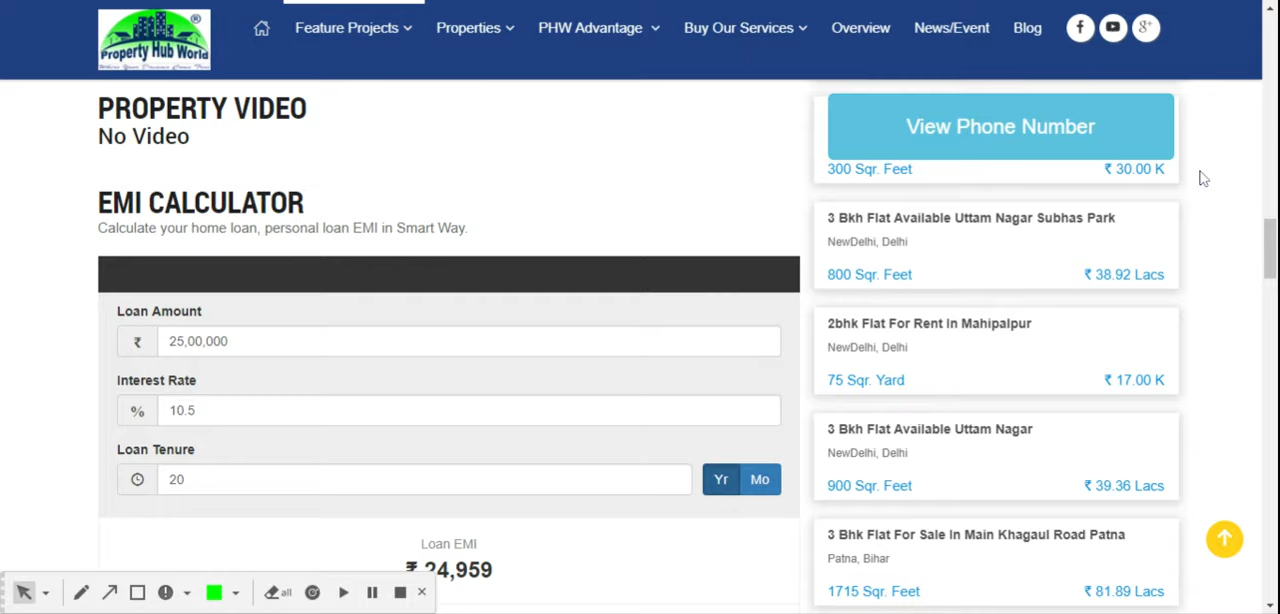 Property Hub World
®
Where Your Dreams Come True
Feature Projects
Properties
PHW Advantage
Buy Our Services
Overview
News/Event
Blog
PROPERTY VIDEO
No Video
EMI CALCULATOR
Calculate your home loan, personal loan EMI in Smart Way.
Loan Amount
₹ 25,00,000
Interest Rate
% 10.5
Loan Tenure
20
Yr Mo
Loan EMI
₹ 24,959
View Phone Number
300 Sqr. Feet ₹ 30.00 K
3 Bkh Flat Available Uttam Nagar Subhas Park
NewDelhi, Delhi
800 Sqr. Feet ₹ 38.92 Lacs
2bhk Flat For Rent In Mahipalpur
NewDelhi, Delhi
75 Sqr. Yard ₹ 17.00 K
3 Bkh Flat Available Uttam Nagar
NewDelhi, Delhi
900 Sqr. Feet ₹ 39.36 Lacs
3 Bhk Flat For Sale In Main Khagaul Road Patna
Patna, Bihar
1715 Sqr. Feet ₹ 81.89 Lacs
all